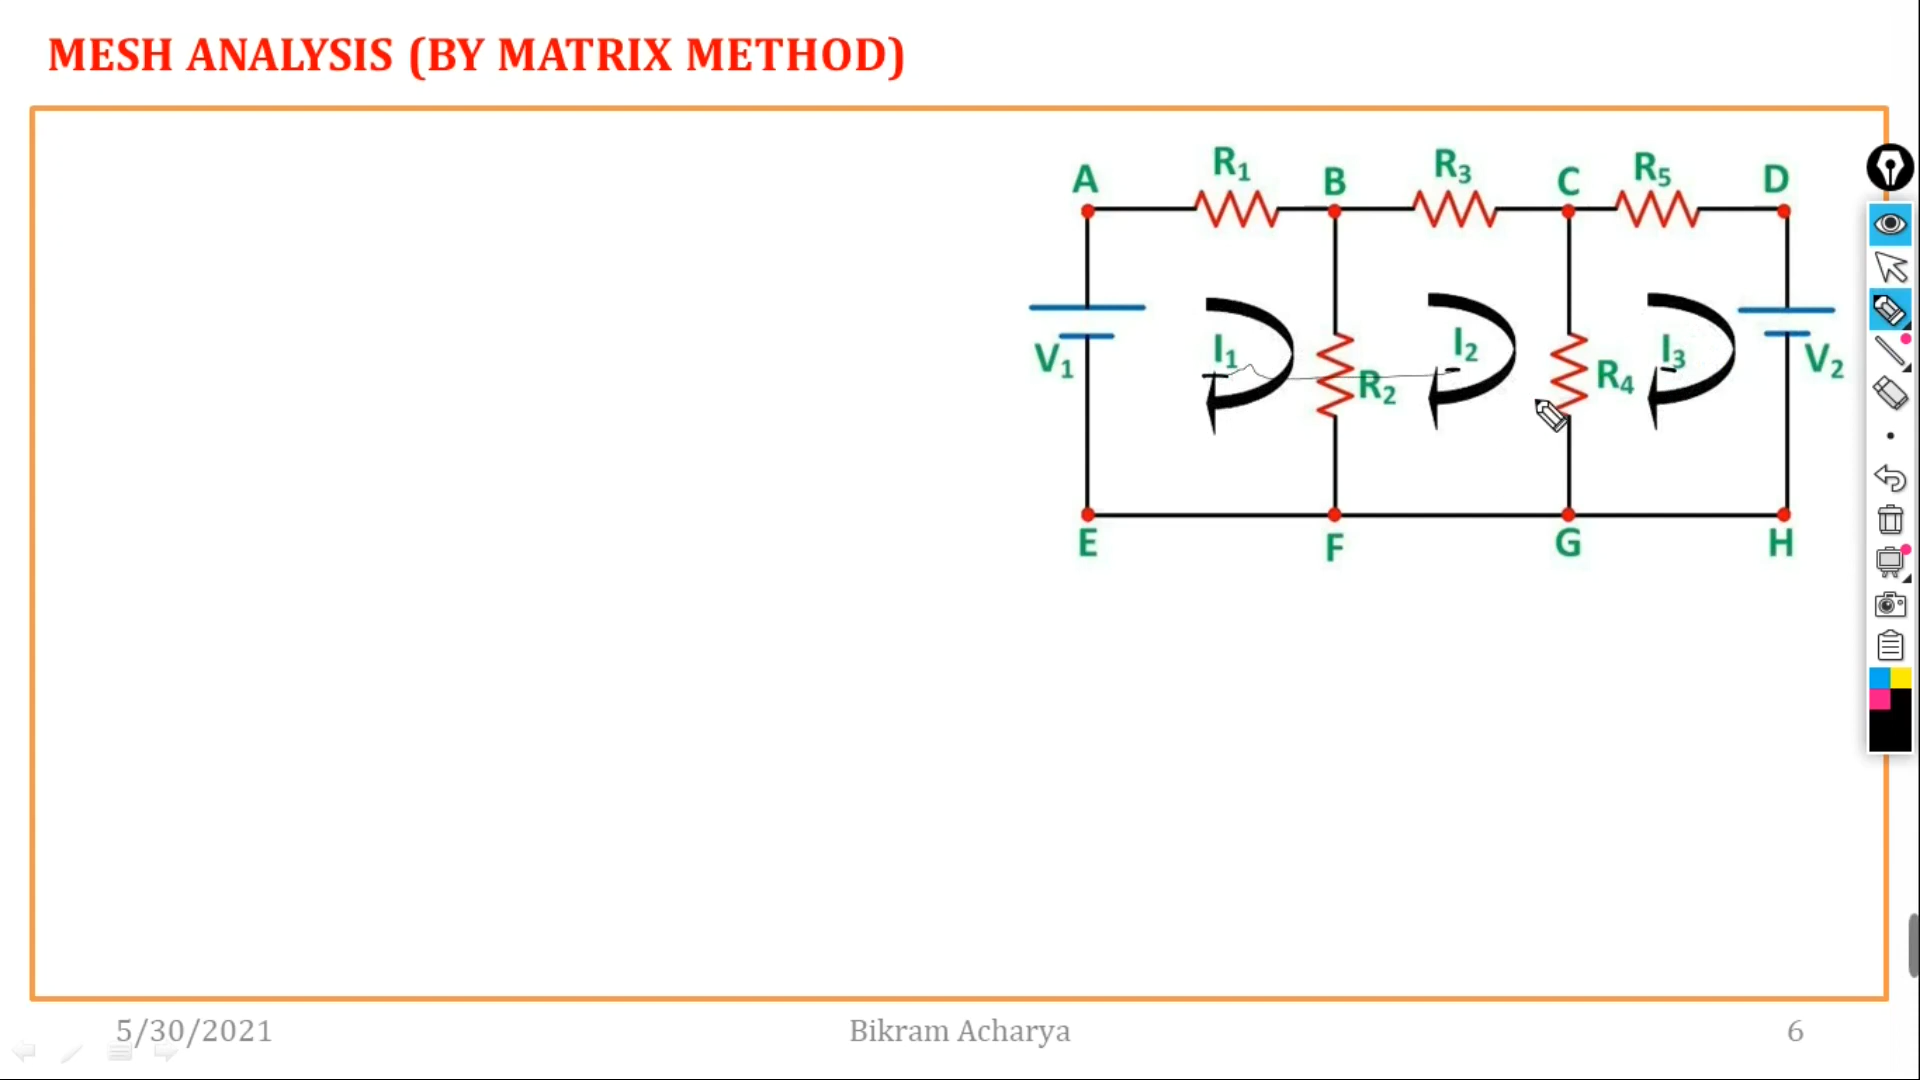 MESH ANALYSIS (BY MATRIX METHOD)
A R₁ B R₃ C R₅ D
V₁ I₁ R₂ I₂ R₄ I₃ V₂
E F G H
5/30/2021 Bikram Acharya 6